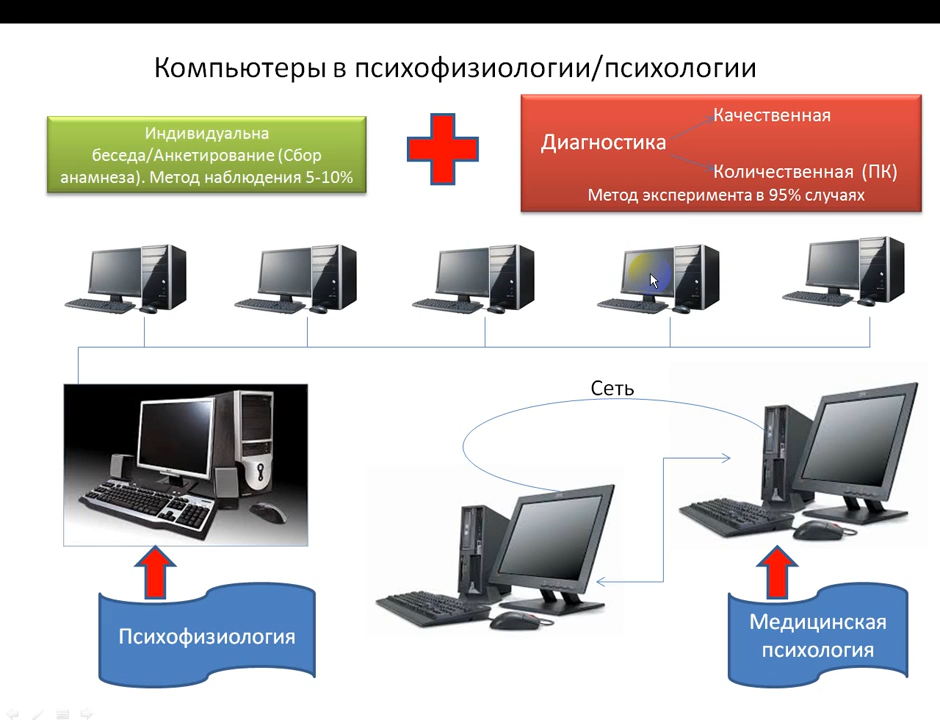 Компьютеры в психофизиологии/психологии
Индивидуальна
беседа/Анкетирование (Сбор
анамнеза). Метод наблюдения 5-10%
Качественная
Диагностика
Количественная (ПК)
Метод эксперимента в 95% случаях
Сеть
Психофизиология
Медицинская
психология